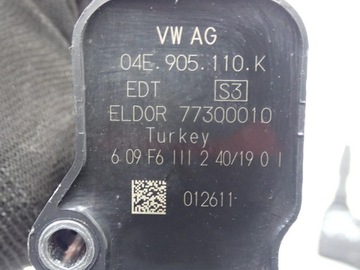 VW AG
04E.905.110.K
EDT S3
ELDOR 77300010
Turkey
6 09 F6 111 2 40/19 0 1
012611